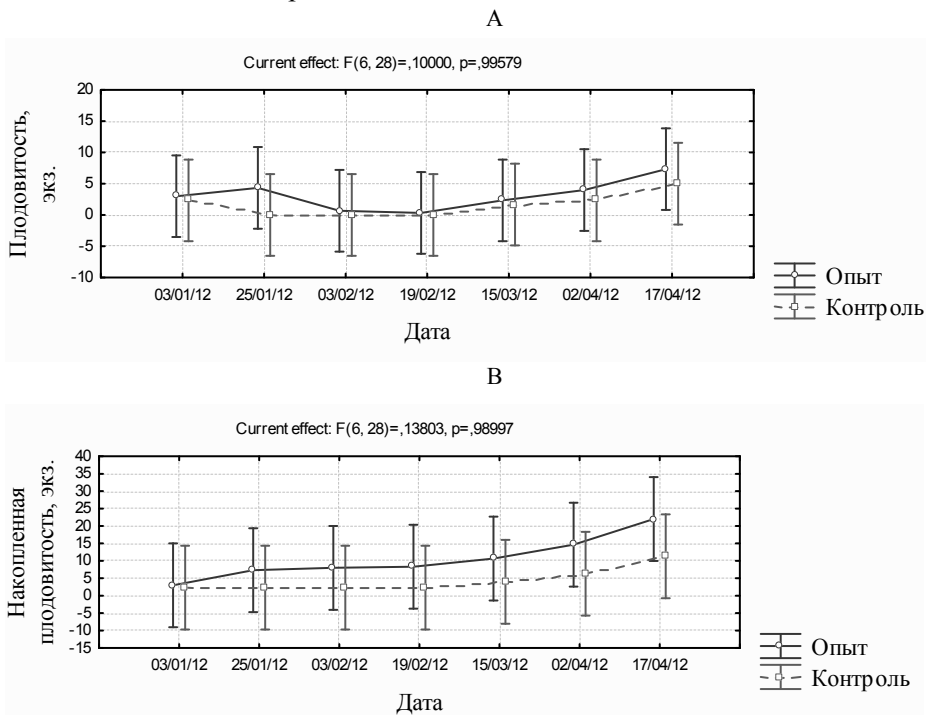 А
Current effect: F(6, 28)=,10000, p=,99579
Плодовитость,
экз.
20
15
10
5
0
-5
-10
03/01/12 25/01/12 03/02/12 19/02/12 15/03/12 02/04/12 17/04/12
Дата
Опыт
Контроль
В
Current effect: F(6, 28)=,13803, p=,98997
Накопленная
плодовитость, экз.
40
35
30
25
20
15
10
5
0
-5
-10
-15
03/01/12 25/01/12 03/02/12 19/02/12 15/03/12 02/04/12 17/04/12
Дата
Опыт
Контроль